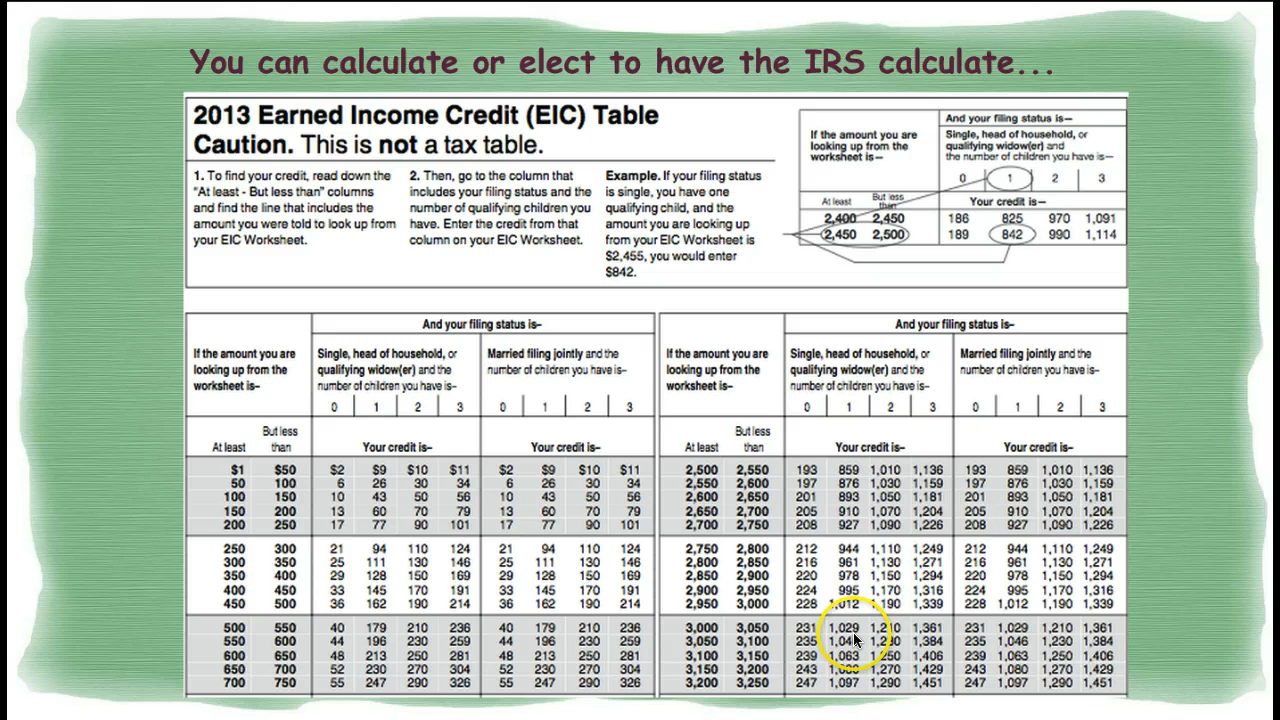 You can calculate or elect to have the IRS calculate...
2013 Earned Income Credit (EIC) Table
Caution. This is not a tax table.
1. To find your credit, read down the
"At least - But less than" columns
and find the line that includes the
amount you were told to look up from
your EIC Worksheet.
2. Then, go to the column that
includes your filing status and the
number of qualifying children you
have. Enter the credit from that
column on your EIC Worksheet.
Example. If your filing status
is single, you have one
qualifying child, and the
amount you are looking up
from your EIC Worksheet is
$2,455, you would enter
$842.
If the amount you are
looking up from the
worksheet is—
And your filing status is—
Single, head of household, or
qualifying widow(er) and
the number of children you have is—
0 1 2 3
At least But less than Your credit is—
2,400 2,450 186 825 970 1,091
2,450 2,500 189 842 990 1,114
And your filing status is–
If the amount you are
looking up from the
worksheet is–
Single, head of household, or
qualifying widow(er) and the
number of children you have is–
Married filing jointly and the
number of children you have is–
0 1 2 3 0 1 2 3
At least But less than Your credit is– Your credit is–
$1 $50 $2 $9 $10 $11 $2 $9 $10 $11
50 100 6 26 30 34 6 26 30 34
100 150 10 43 50 56 10 43 50 56
150 200 13 60 70 79 13 60 70 79
200 250 17 77 90 101 17 77 90 101
250 300 21 94 110 124 21 94 110 124
300 350 25 111 130 146 25 111 130 146
350 400 29 128 150 169 29 128 150 169
400 450 33 145 170 191 33 145 170 191
450 500 36 162 190 214 36 162 190 214
500 550 40 179 210 236 40 179 210 236
550 600 44 196 230 259 44 196 230 259
600 650 48 213 250 281 48 213 250 281
650 700 52 230 270 304 52 230 270 304
700 750 55 247 290 326 55 247 290 326
And your filing status is–
If the amount you are
looking up from the
worksheet is–
Single, head of household, or
qualifying widow(er) and the
number of children you have is–
Married filing jointly and the
number of children you have is–
0 1 2 3 0 1 2 3
At least But less than Your credit is– Your credit is–
2,500 2,550 193 859 1,010 1,136 193 859 1,010 1,136
2,550 2,600 197 876 1,030 1,159 197 876 1,030 1,159
2,600 2,650 201 893 1,050 1,181 201 893 1,050 1,181
2,650 2,700 205 910 1,070 1,204 205 910 1,070 1,204
2,700 2,750 208 927 1,090 1,226 208 927 1,090 1,226
2,750 2,800 212 944 1,110 1,249 212 944 1,110 1,249
2,800 2,850 216 961 1,130 1,271 216 961 1,130 1,271
2,850 2,900 220 978 1,150 1,294 220 978 1,150 1,294
2,900 2,950 224 995 1,170 1,316 224 995 1,170 1,316
2,950 3,000 228 1,012 1,190 1,339 228 1,012 1,190 1,339
3,000 3,050 231 1,029 1,210 1,361 231 1,029 1,210 1,361
3,050 3,100 235 1,230 1,384 235 1,046 1,230 1,384
3,100 3,150 239 1,063 1,250 1,406 239 1,063 1,250 1,406
3,150 3,200 243 1,270 1,429 243 1,080 1,270 1,429
3,200 3,250 247 1,097 1,290 1,451 247 1,097 1,290 1,451